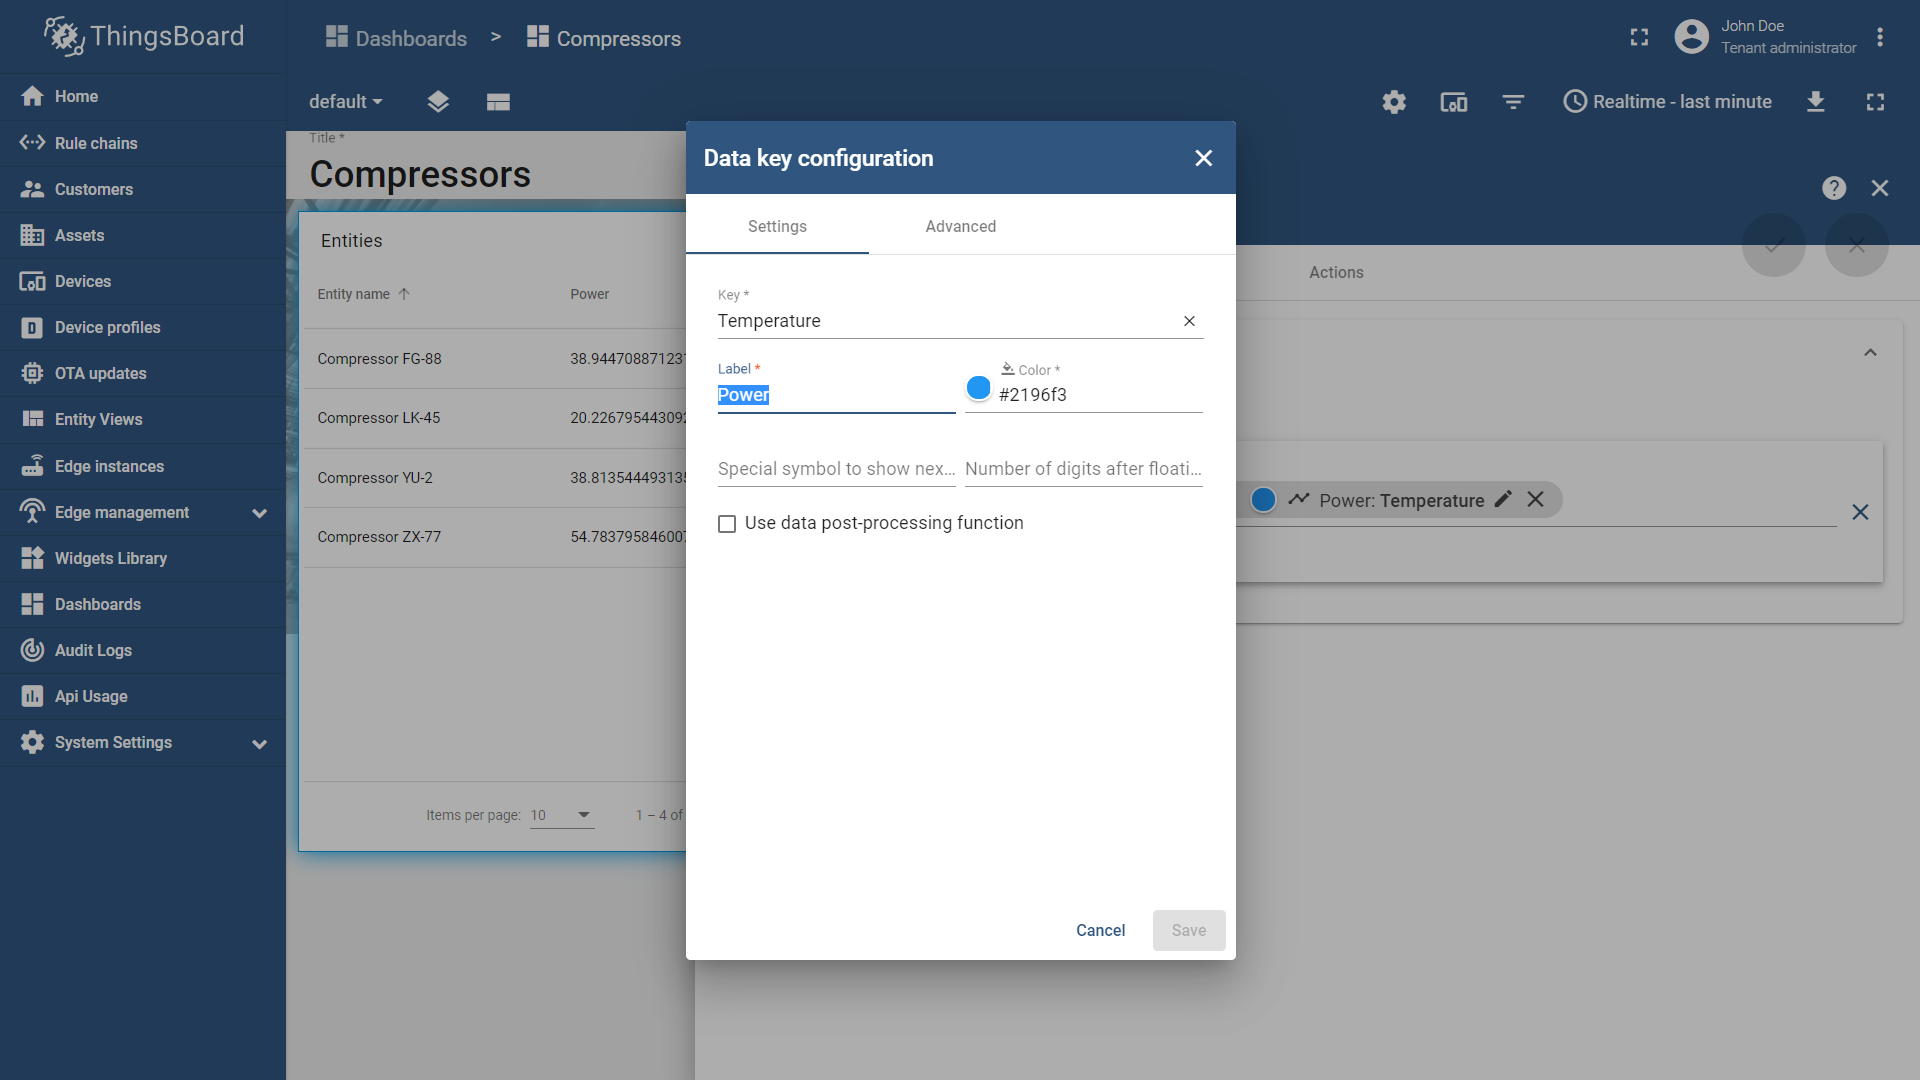 ThingsBoard
Dashboards > Compressors
John Doe
Tenant administrator
default
Realtime - last minute
Home
Rule chains
Customers
Assets
Devices
Device profiles
OTA updates
Entity Views
Edge instances
Edge management
Widgets Library
Dashboards
Audit Logs
Api Usage
System Settings
Title *
Compressors
Entities
Entity name Power
Compressor FG-88 38.944708871231
Compressor LK-45 20.226795443092
Compressor YU-2 38.813544493135
Compressor ZX-77 54.783795846007
Items per page: 10 1 – 4 of
Data key configuration
Settings Advanced
Key *
Temperature
Label * Color *
Power #2196f3
Special symbol to show nex... Number of digits after floati...
Use data post-processing function
Cancel Save
Actions
Power: Temperature